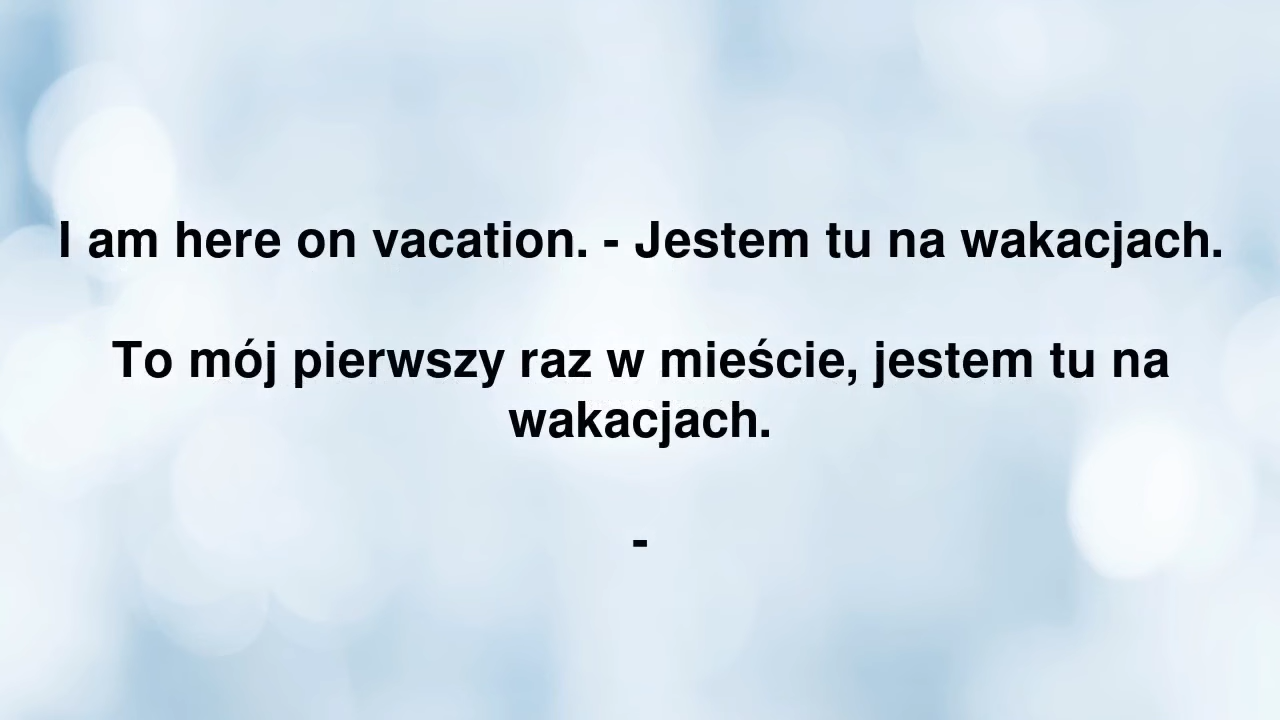 I am here on vacation. - Jestem tu na wakacjach.
To mój pierwszy raz w mieście, jestem tu na
wakacjach.
-